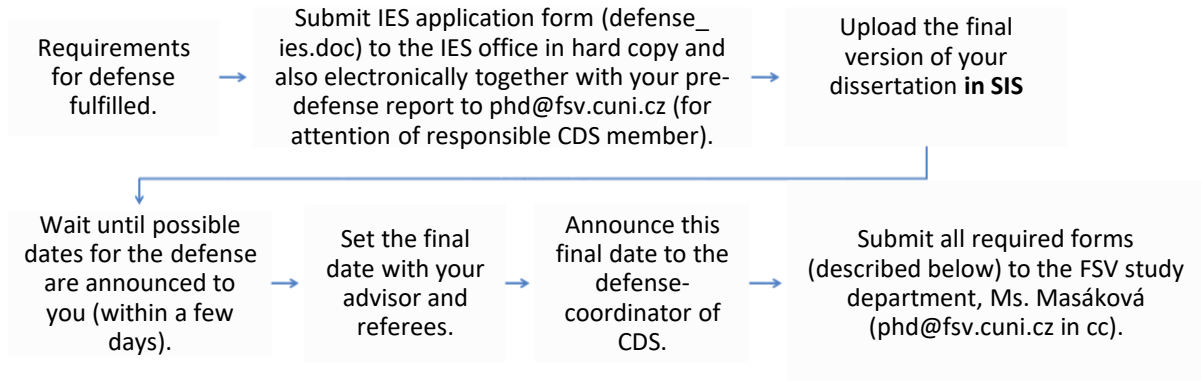 Requirements
for defense
fulfilled.
Submit IES application form (defense_
ies.doc) to the IES office in hard copy and
also electronically together with your pre-
defense report to phd@fsv.cuni.cz (for
attention of responsible CDS member).
Upload the final
version of your
dissertation in SIS
Wait until possible
dates for the defense
are announced to
you (within a few
days).
Set the final
date with your
advisor and
referees.
Announce this
final date to the
defense-
coordinator of
CDS.
Submit all required forms
(described below) to the FSV study
department, Ms. Masáková
(phd@fsv.cuni.cz in cc).